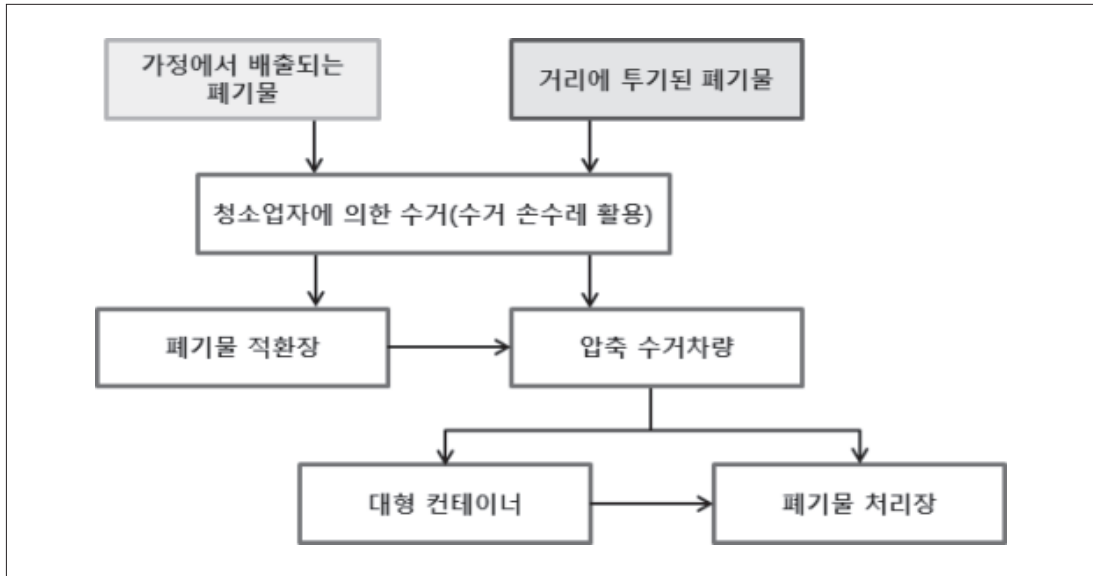 가정에서 배출되는
폐기물
거리에 투기된 폐기물
청소업자에 의한 수거(수거 손수레 활용)
폐기물 적환장
압축 수거차량
대형 컨테이너
폐기물 처리장